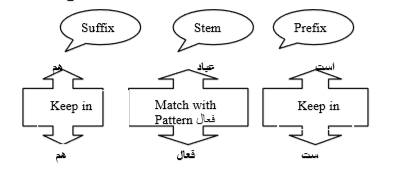 Suffix Stem Prefix
هم عباد است
Keep in Match with Keep in
Pattern فعال
هم فعال ست